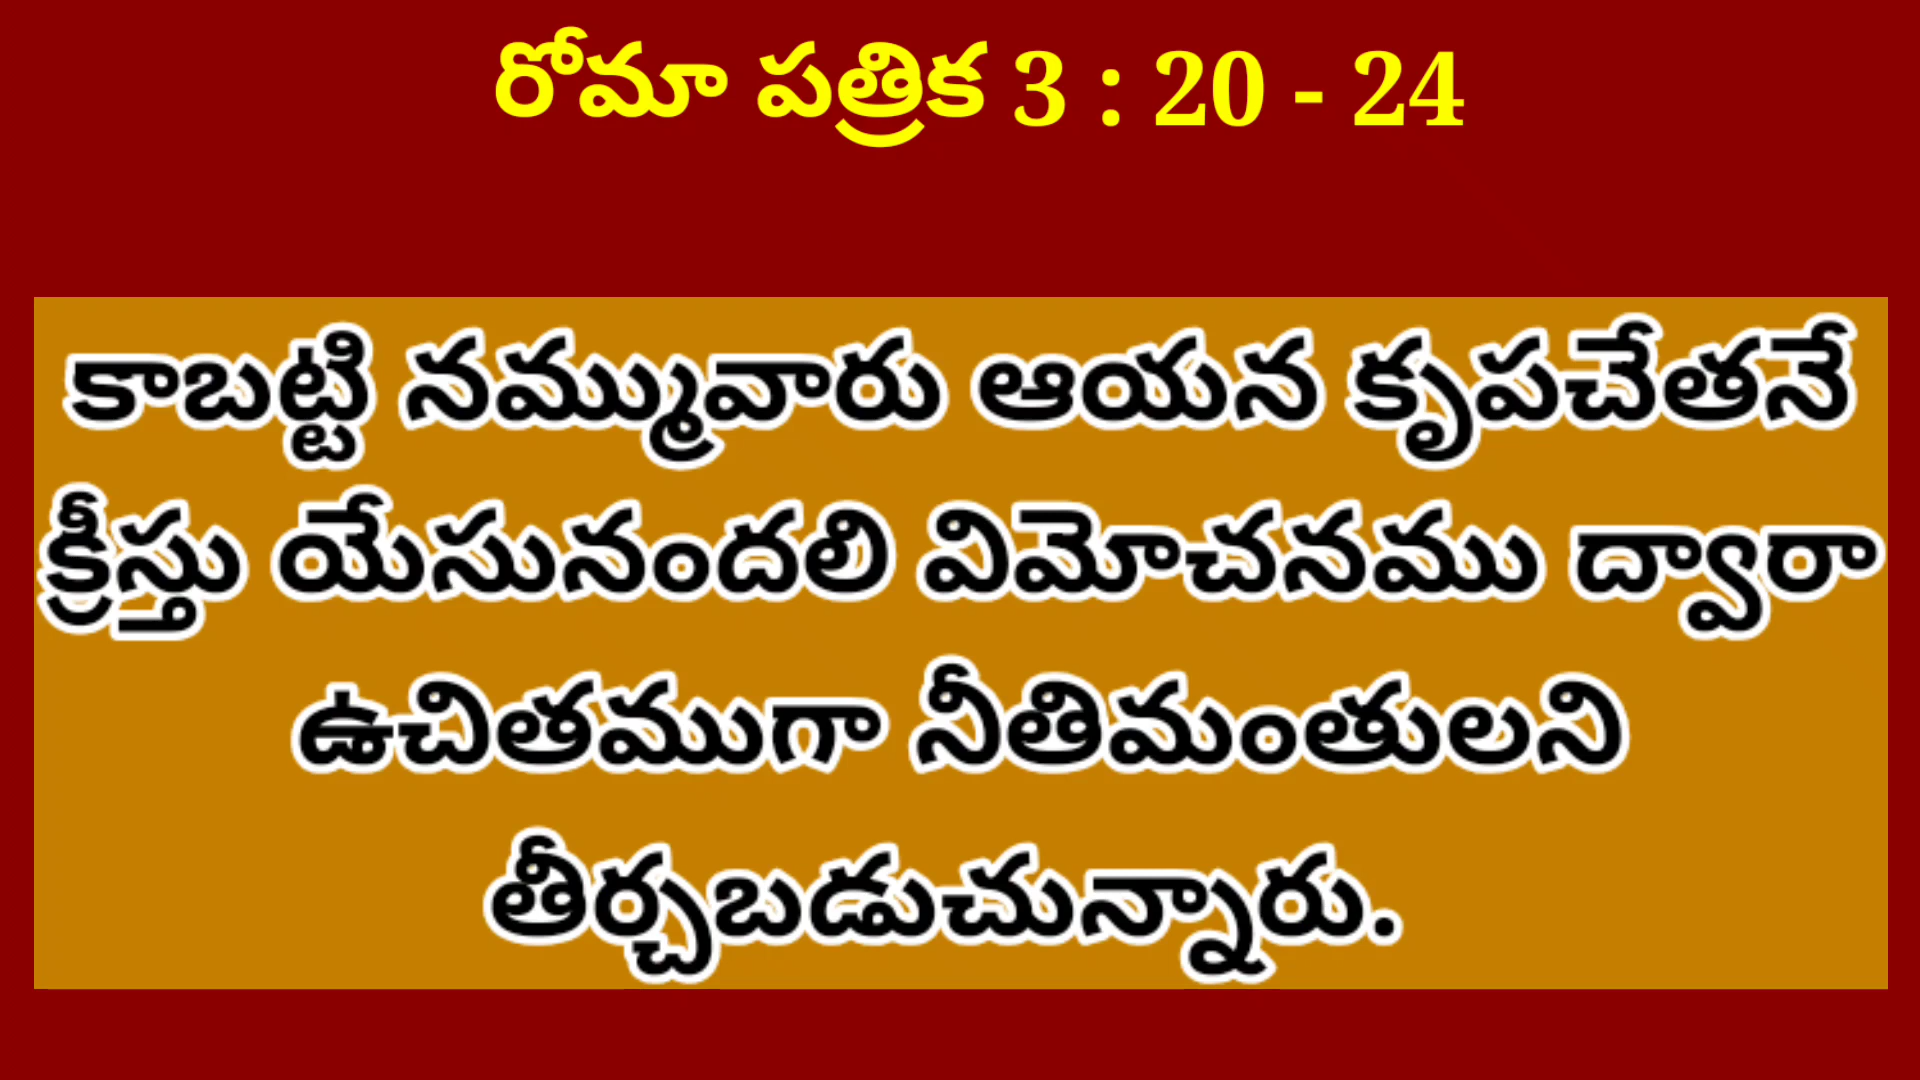 రోమా పత్రిక 3 : 20 - 24
కాబట్టి నమ్మువారు ఆయన కృపచేతనే
క్రీస్తు యేసునందలి విమోచనము ద్వారా
ఉచితముగా నీతిమంతులని
తీర్చబడుచున్నారు.